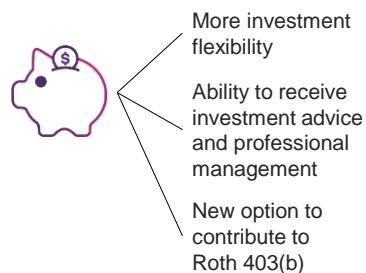 $
More investment
flexibility
Ability to receive
investment advice
and professional
management
New option to
contribute to
Roth 403(b)